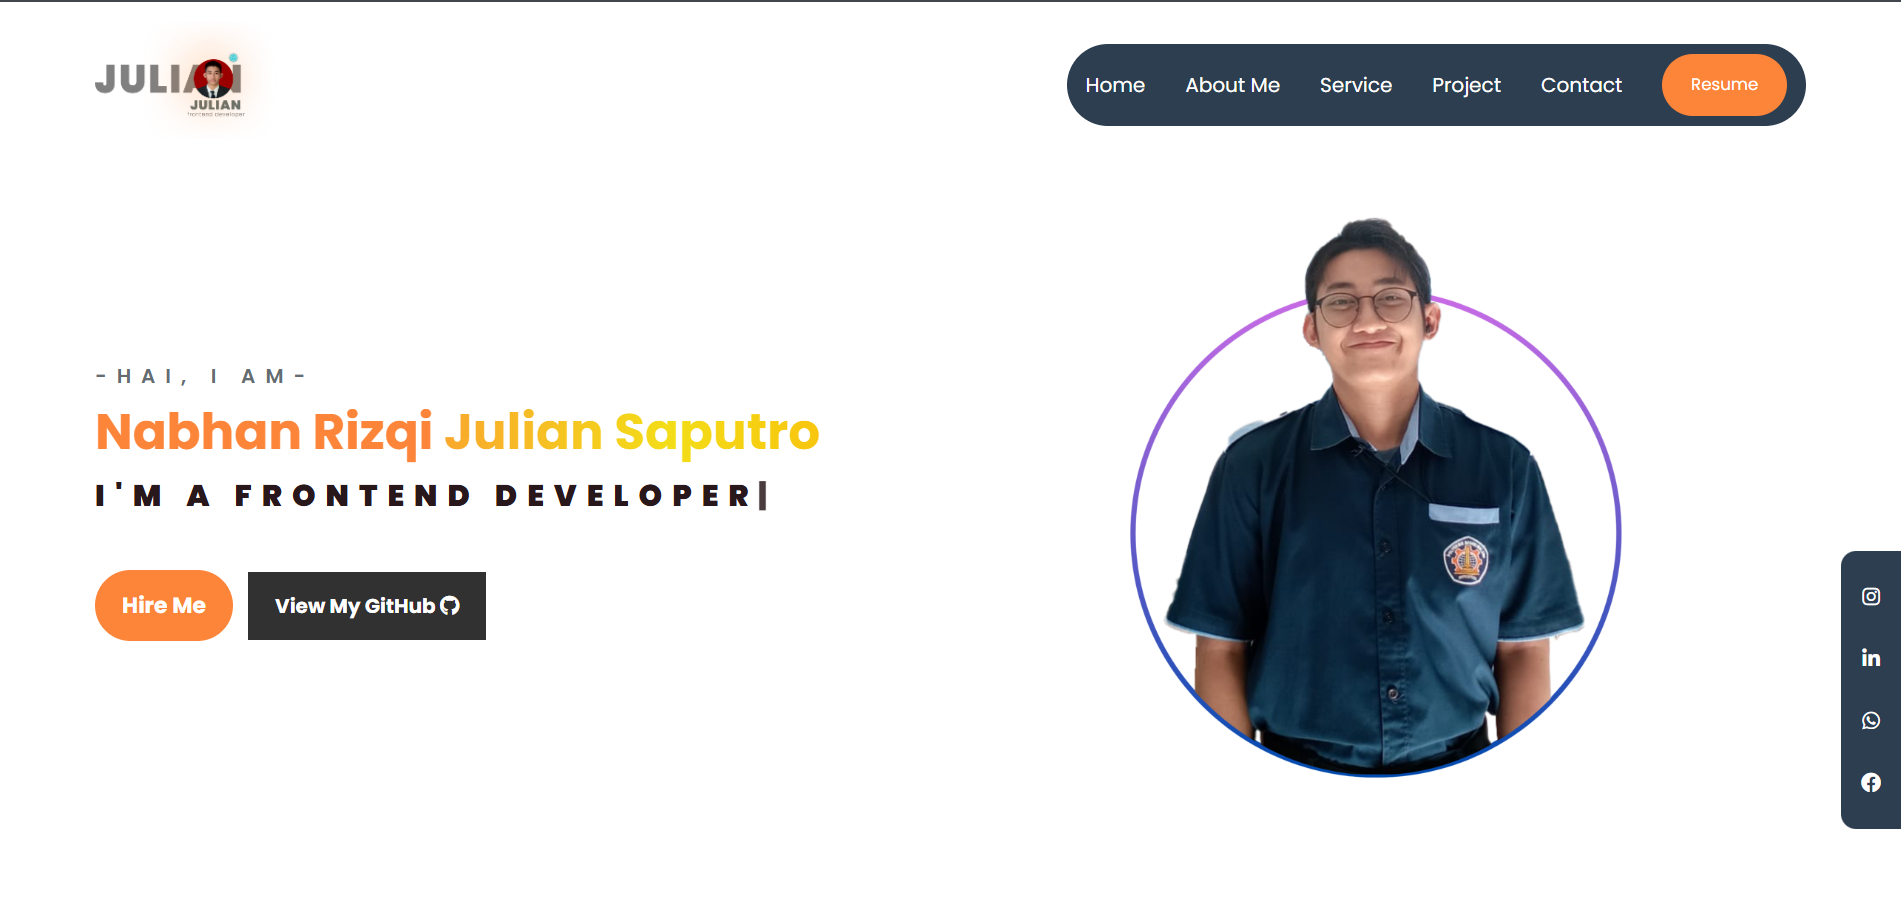 JULIAN
JULIAN
frontend developer
Home About Me Service Project Contact Resume
-HAI, I AM-
Nabhan Rizqi Julian Saputro
I'M A FRONTEND DEVELOPER|
Hire Me View My GitHub